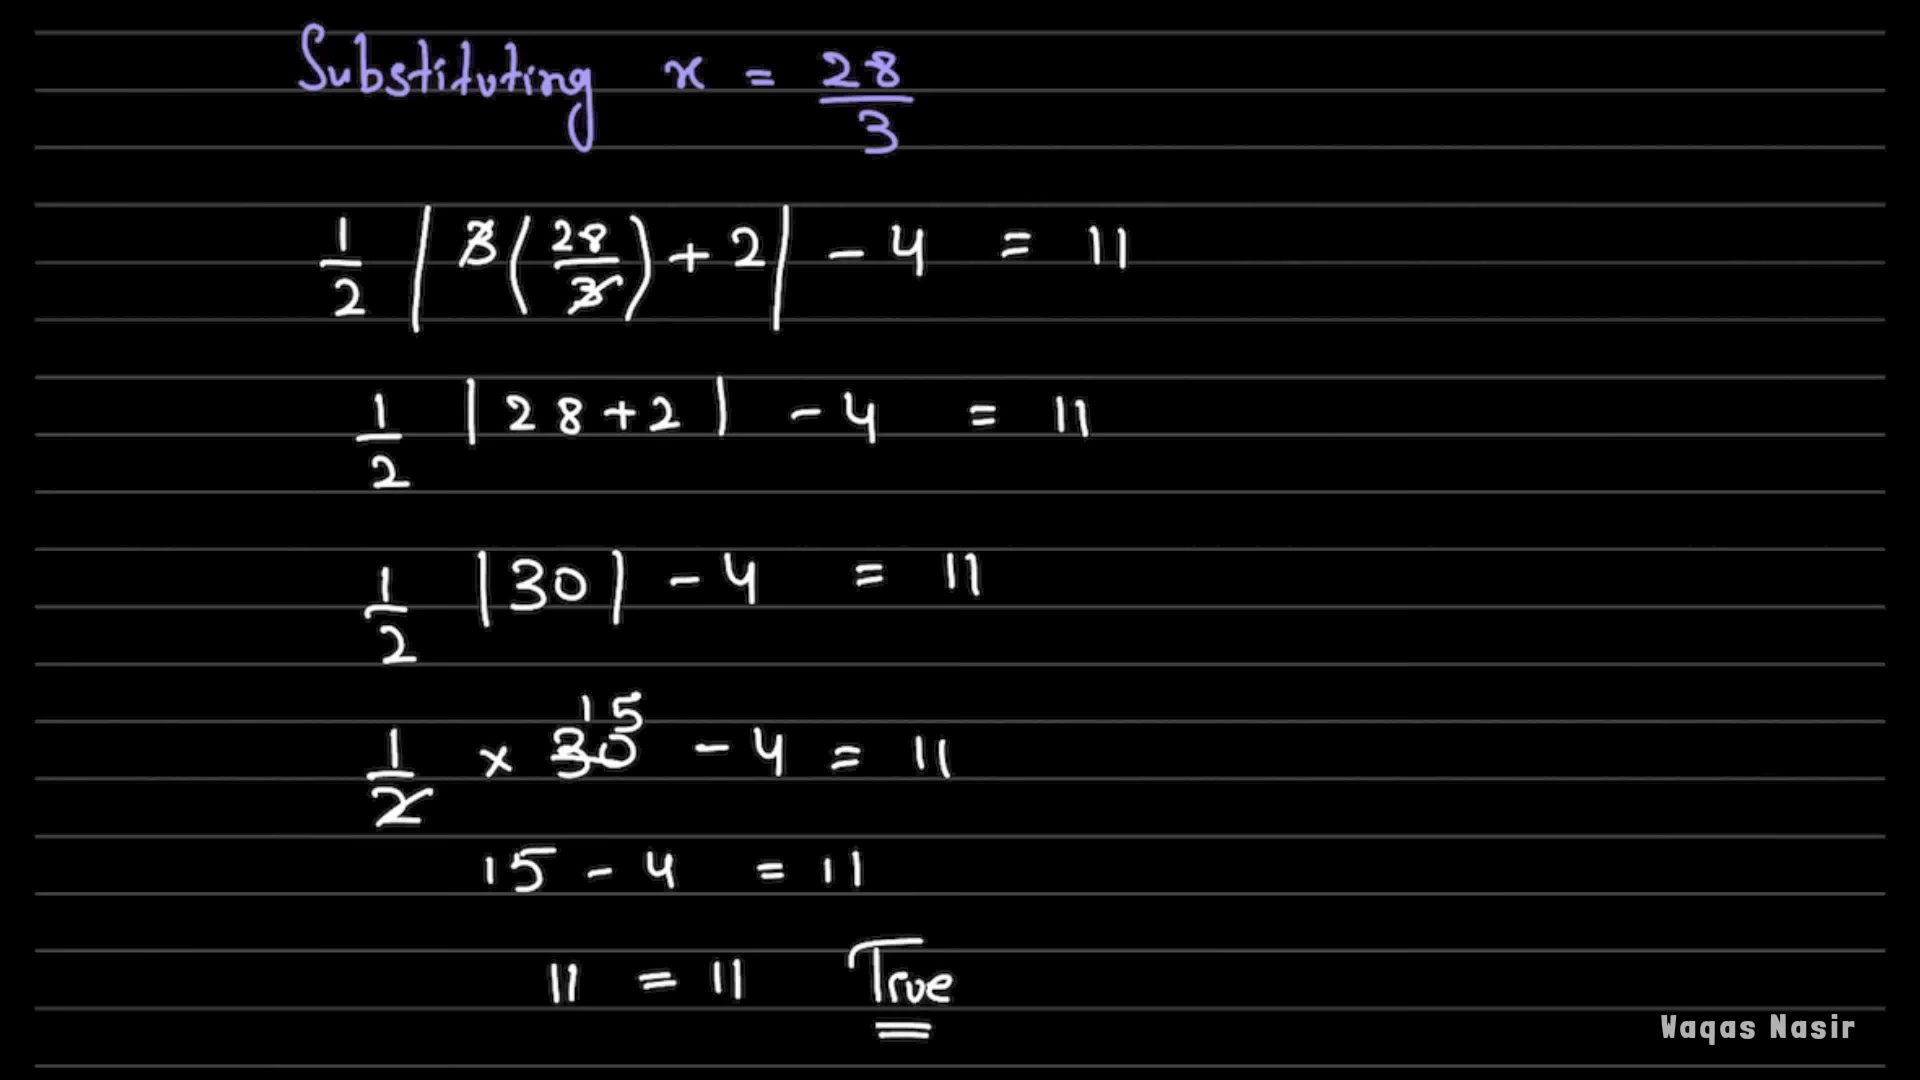 Substituting x = 28/3
1/2 |3(28/3) + 2| - 4 = 11
1/2 |28+2| - 4 = 11
1/2 |30| - 4 = 11
1/2 × 30 15 - 4 = 11
15 - 4 = 11
11 = 11 True
Waqas Nasir